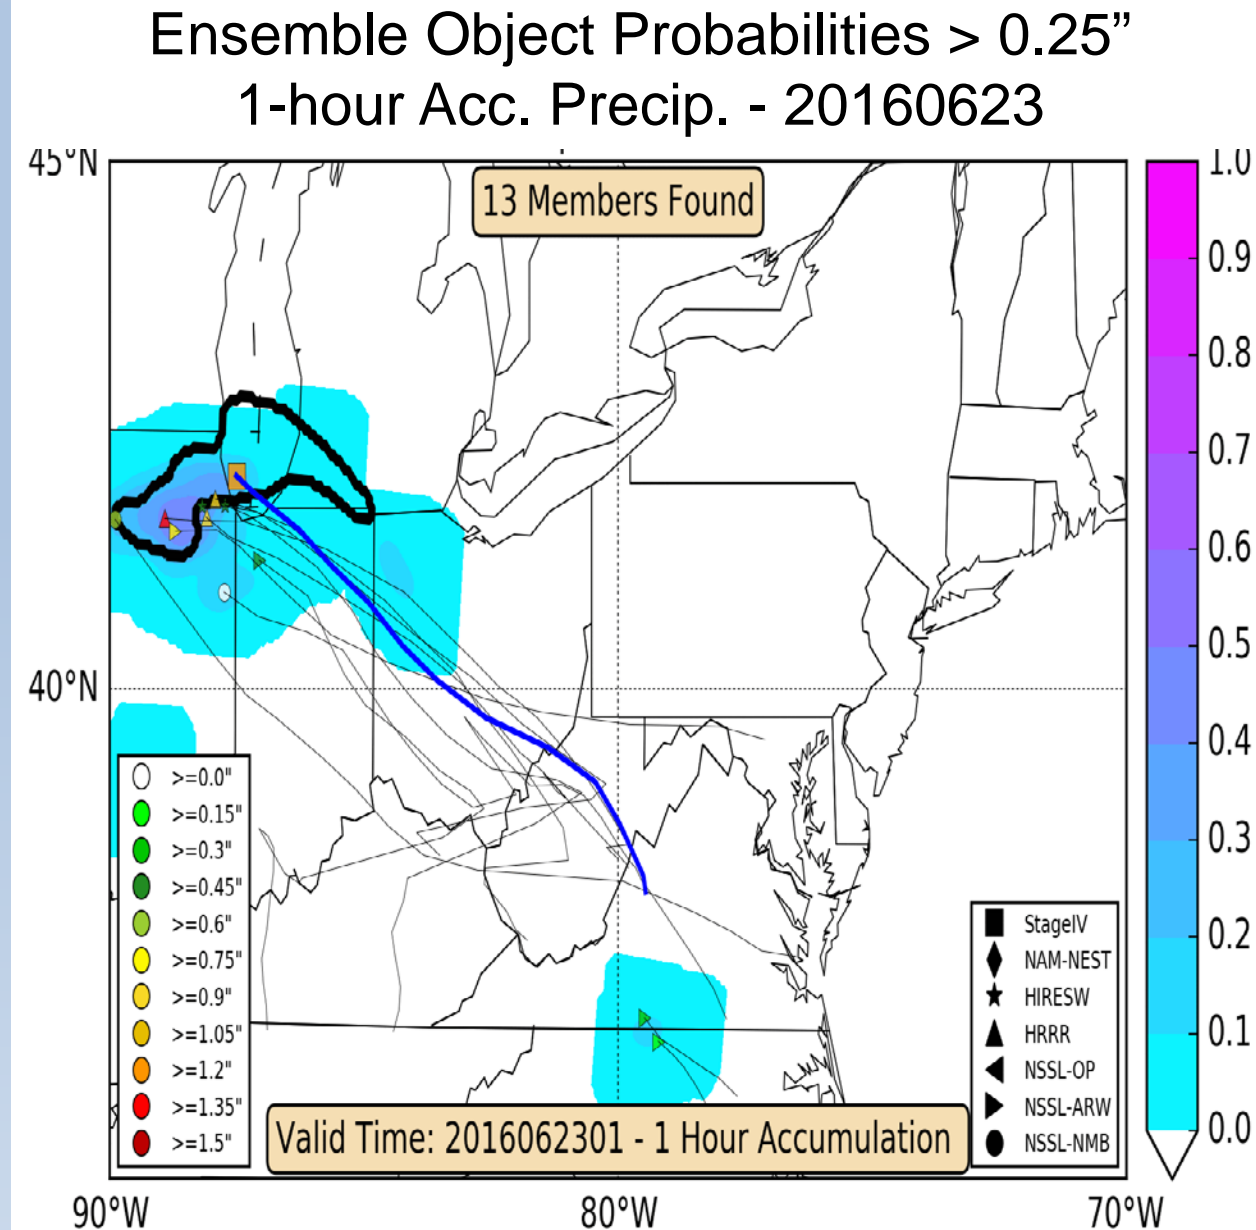 Ensemble Object Probabilities > 0.25”
1-hour Acc. Precip. - 20160623
45°N
13 Members Found
1.0
0.9
0.8
0.7
0.6
0.5
0.4
0.3
0.2
0.1
0.0
40°N
>=0.0"
>=0.15"
>=0.3"
>=0.45"
>=0.6"
>=0.75"
>=0.9"
>=1.05"
>=1.2"
>=1.35"
>=1.5"
StageIV
NAM-NEST
HIRESW
HRRR
NSSL-OP
NSSL-ARW
NSSL-NMB
Valid Time: 2016062301 - 1 Hour Accumulation
90°W
80°W
70°W